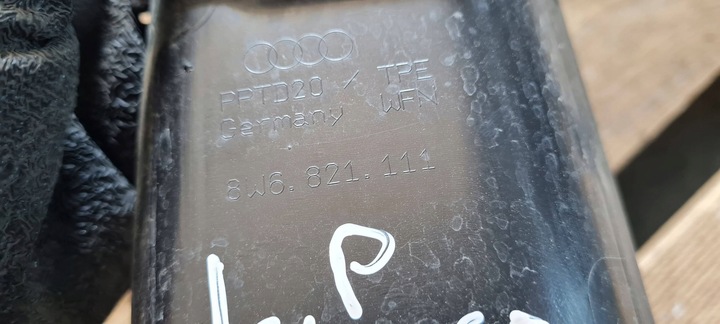 PPTD20 / TPE
Germany WFN
8W6.821.111
P